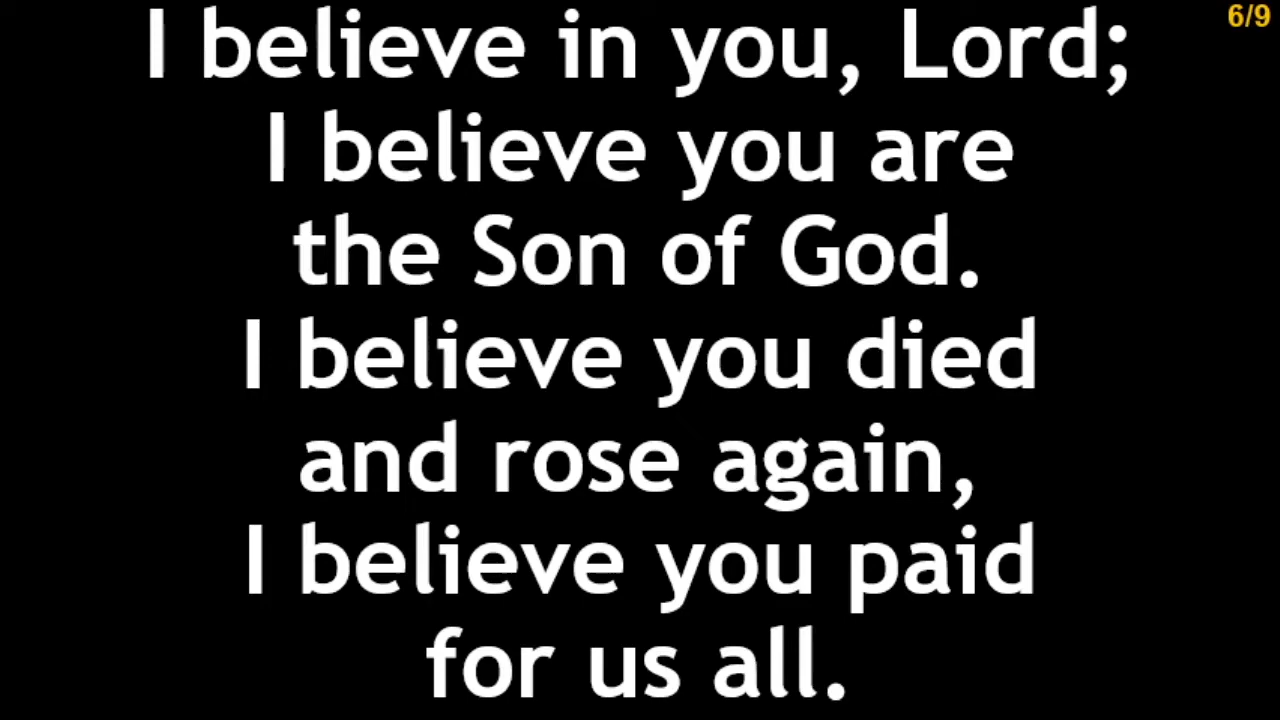 6/9
I believe in you, Lord;
I believe you are
the Son of God.
I believe you died
and rose again,
I believe you paid
for us all.